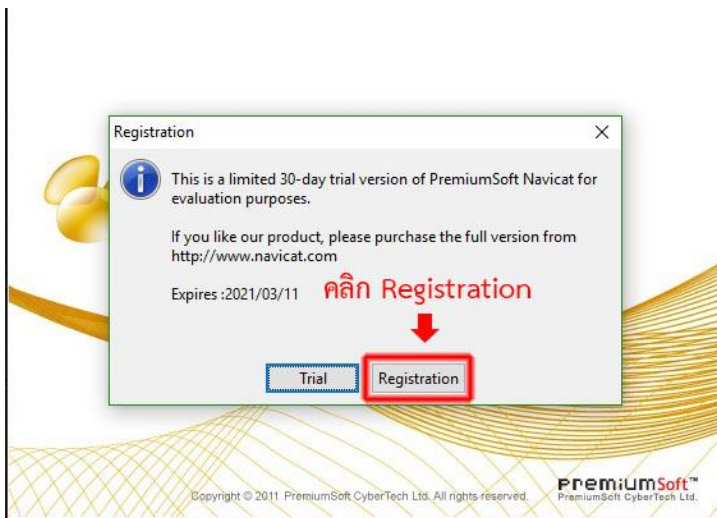 Registration
This is a limited 30-day trial version of PremiumSoft Navicat for
evaluation purposes.
If you like our product, please purchase the full version from
http://www.navicat.com
Expires :2021/03/11
คลิก Registration
Trial
Registration
Copyright © 2011 PremiumSoft CyberTech Ltd. All rights reserved.
PremiumSoft™
PremiumSoft CyberTech Ltd.